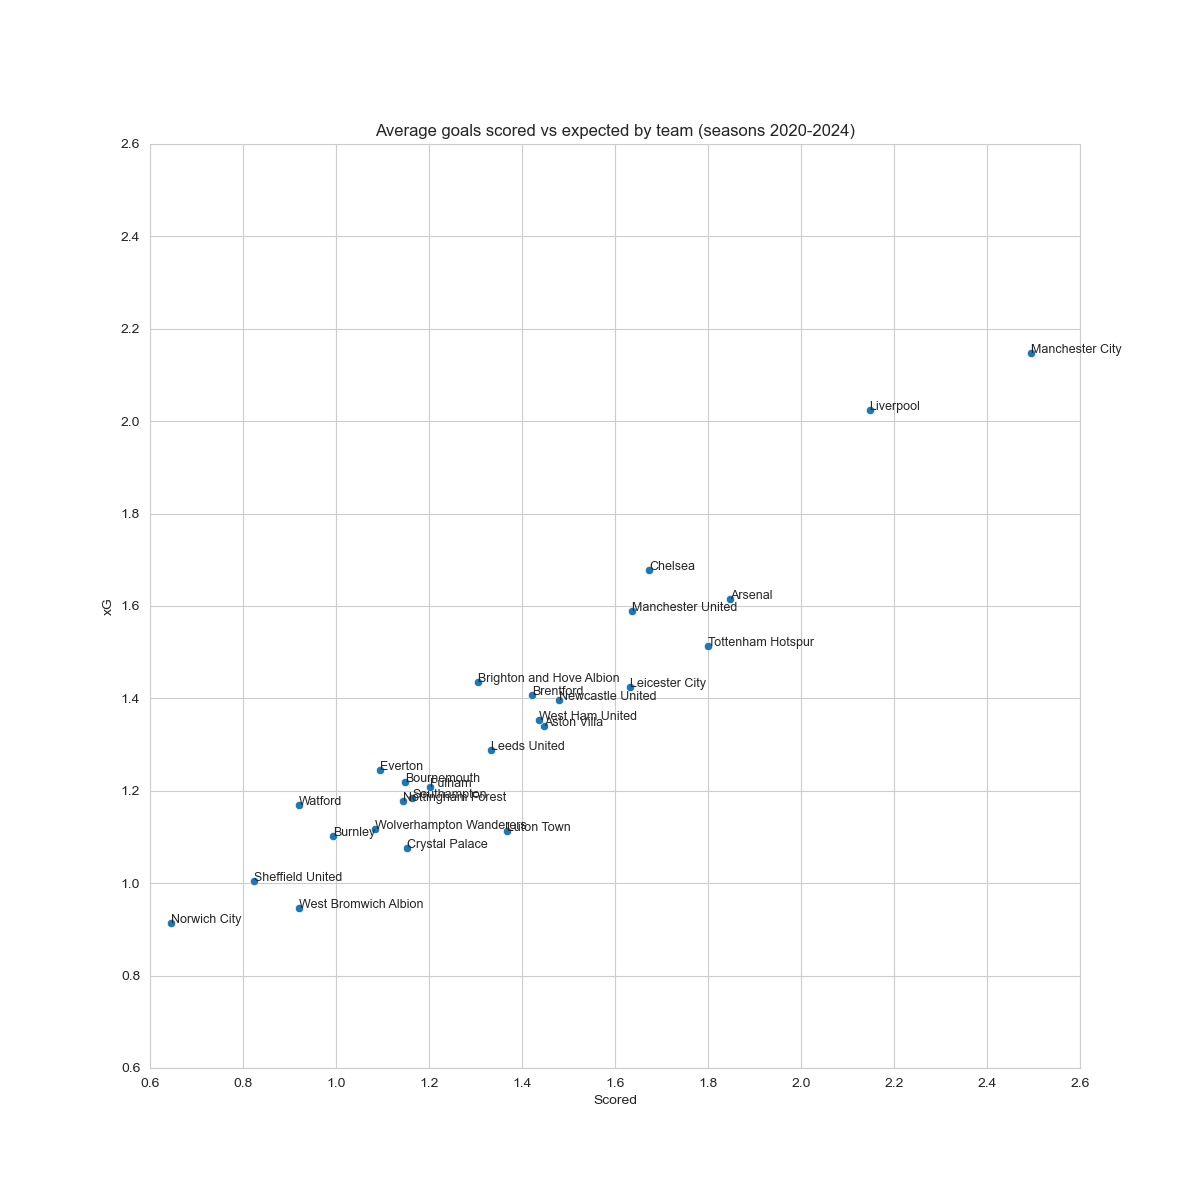 Average goals scored vs expected by team (seasons 2020-2024)
2.6
2.4
2.2
2.0
1.8
1.6
1.4
1.2
1.0
0.8
0.6
xG
Manchester City
Liverpool
Chelsea
Arsenal
Manchester United
Tottenham Hotspur
Brighton and Hove Albion
Leicester City
Brentford
Newcastle United
West Ham United
Aston Villa
Leeds United
Everton
Bournemouth
Fulham
Southampton
Nottingham Forest
Watford
Wolverhampton Wanderers
Luton Town
Burnley
Crystal Palace
Sheffield United
West Bromwich Albion
Norwich City
0.6 0.8 1.0 1.2 1.4 1.6 1.8 2.0 2.2 2.4 2.6
Scored